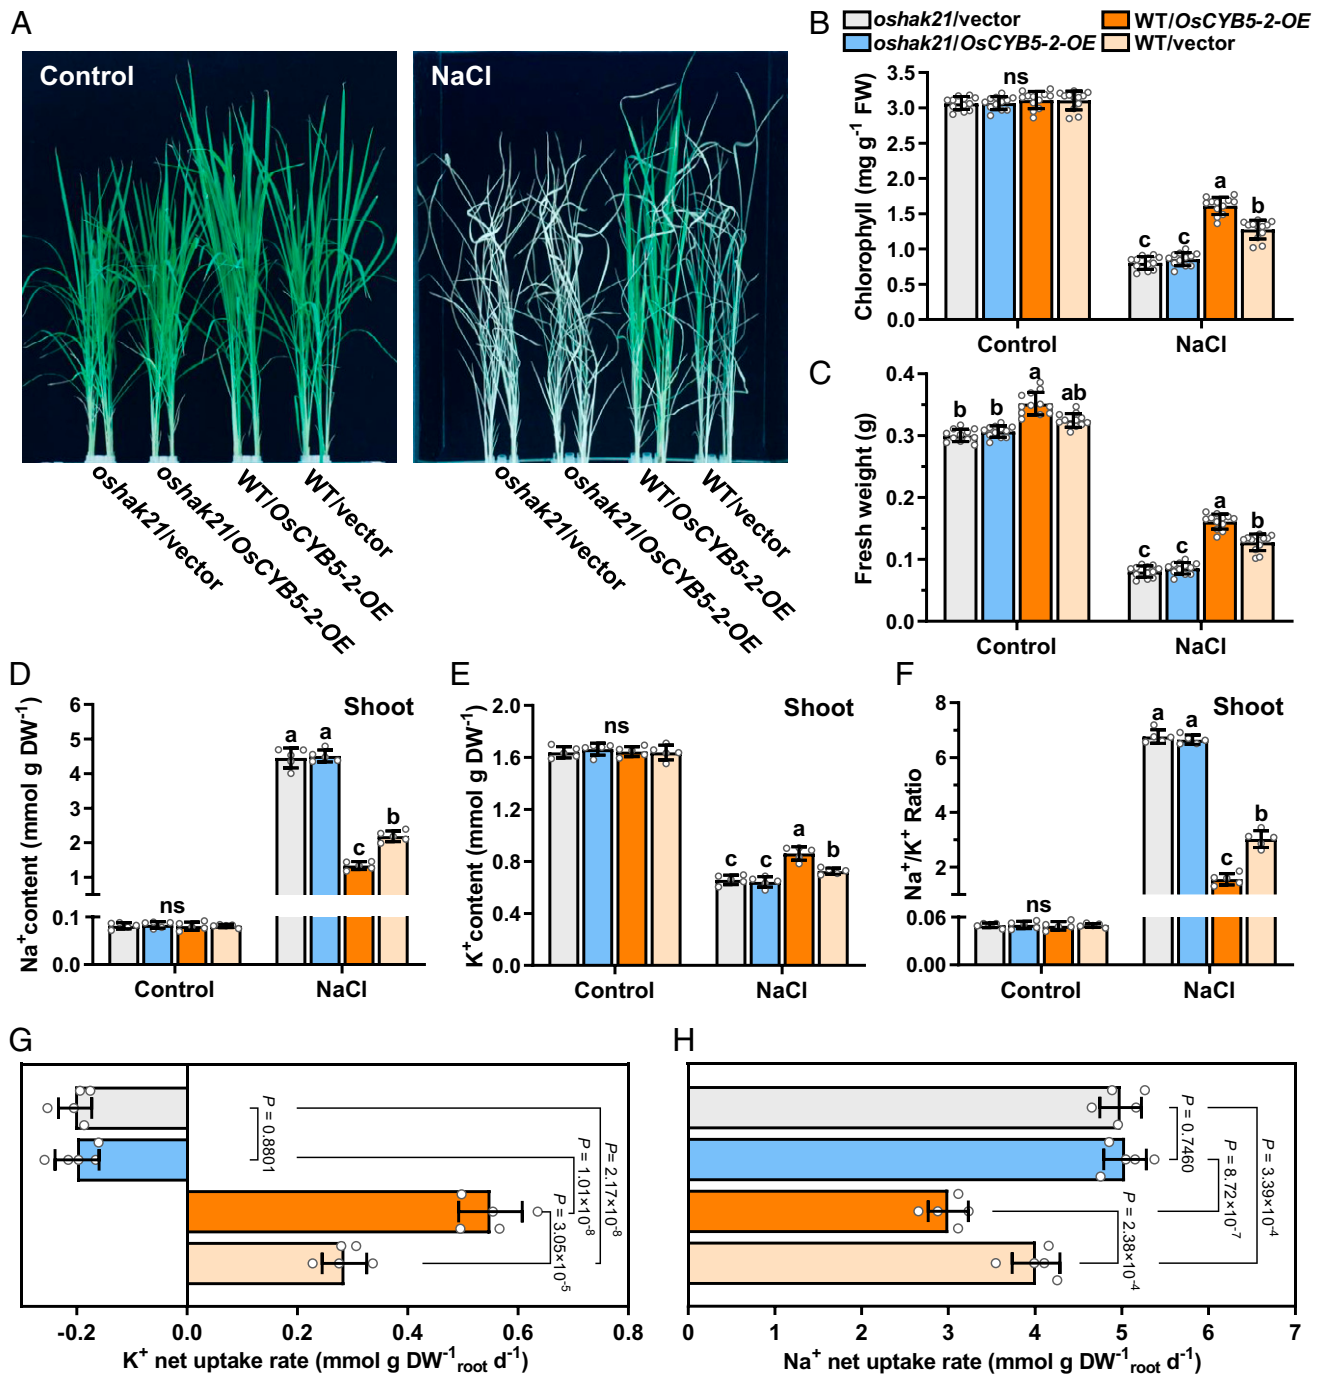 A
Control
NaCl
oshak21/vector
oshak21/OsCYB5-2-OE
WT/OsCYB5-2-OE
WT/vector
oshak21/vector
oshak21/OsCYB5-2-OE
WT/OsCYB5-2-OE
WT/vector
B
oshak21/vector
WT/OsCYB5-2-OE
oshak21/OsCYB5-2-OE
WT/vector
Chlorophyll (mg g⁻¹ FW)
3.5
3.0
2.5
2.0
1.5
1.0
0.5
0.0
ns
c c a b
Control NaCl
C
Fresh weight (g)
0.4
0.3
0.2
0.1
0.0
b b a ab
c c a b
Control NaCl
D
Shoot
Na⁺content (mmol g DW⁻¹)
6
5
4
3
2
1
0.1
0.0
ns
a a c b
Control NaCl
E
Shoot
K⁺content (mmol g DW⁻¹)
2.0
1.6
1.2
0.8
0.4
0.0
ns
c c a b
Control NaCl
F
Shoot
Na⁺/K⁺ Ratio
8
6
4
2
0.06
0.00
ns
a a c b
Control NaCl
G
P = 0.8801
P = 3.05×10⁻⁵
P = 1.01×10⁻⁸
P= 2.17×10⁻⁸
-0.2 0.0 0.2 0.4 0.6 0.8
K⁺ net uptake rate (mmol g DW⁻¹root d⁻¹)
H
P = 0.7460
P = 2.38×10⁻⁴
P = 8.72×10⁻⁷
P = 3.39×10⁻⁴
0 1 2 3 4 5 6 7
Na⁺ net uptake rate (mmol g DW⁻¹root d⁻¹)